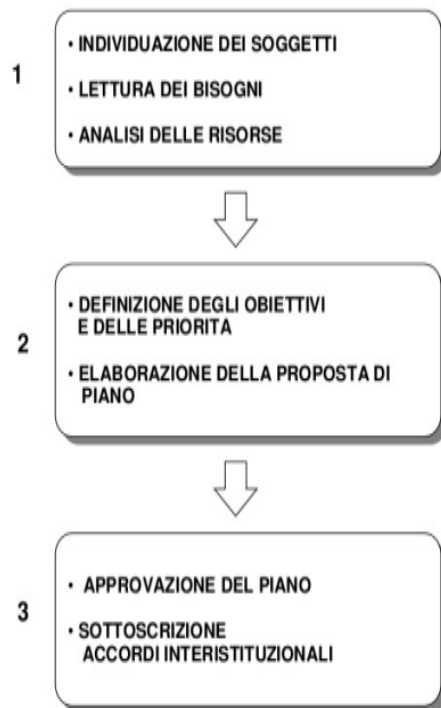 1
• INDIVIDUAZIONE DEI SOGGETTI
• LETTURA DEI BISOGNI
• ANALISI DELLE RISORSE
2
• DEFINIZIONE DEGLI OBIETTIVI
E DELLE PRIORITA
• ELABORAZIONE DELLA PROPOSTA DI
PIANO
3
• APPROVAZIONE DEL PIANO
• SOTTOSCRIZIONE
ACCORDI INTERISTITUZIONALI